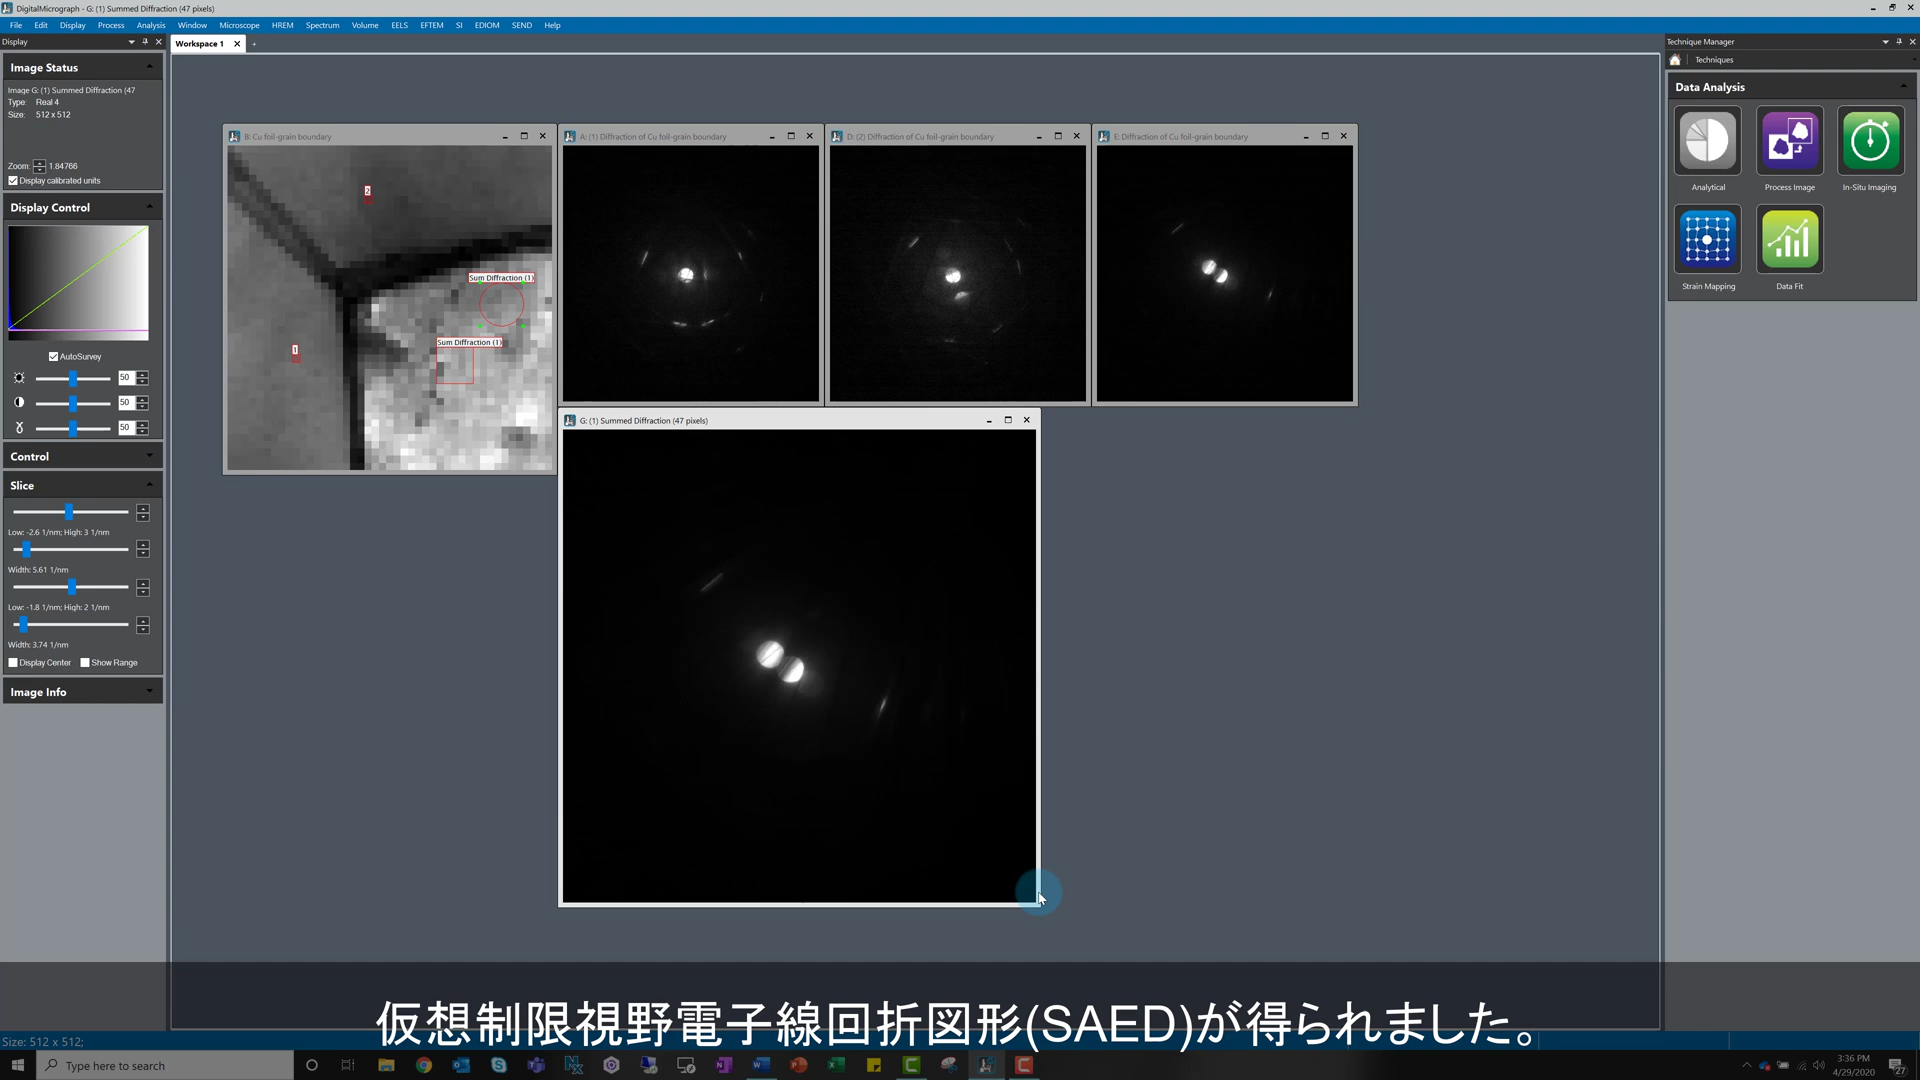 DigitalMicrograph - G: (1) Summed Diffraction (47 pixels)
File Edit Display Process Analysis Window Microscope HREM Spectrum Volume EELS EFTEM SI EDIOM SEND Help
Display
Workspace 1
Technique Manager
Techniques
Image Status
Image G: (1) Summed Diffraction (47
Type: Real 4
Size: 512 x 512
Zoom: 1.84766
Display calibrated units
Display Control
AutoSurvey
50
50
50
Control
Slice
Low: -2.6 1/nm; High: 3 1/nm
Width: 5.61 1/nm
Low: -1.8 1/nm; High: 2 1/nm
Width: 3.74 1/nm
Display Center Show Range
Image Info
B: Cu foil-grain boundary
2
1
Sum Diffraction (1)
Sum Diffraction (1)
A: (1) Diffraction of Cu foil-grain boundary
D: (2) Diffraction of Cu foil-grain boundary
E: Diffraction of Cu foil-grain boundary
G: (1) Summed Diffraction (47 pixels)
Data Analysis
Analytical
Process Image
In-Situ Imaging
Strain Mapping
Data Fit
仮想制限視野電子線回折図形(SAED)が得られました。
Size: 512 x 512;
Type here to search
3:36 PM
4/29/2020
27